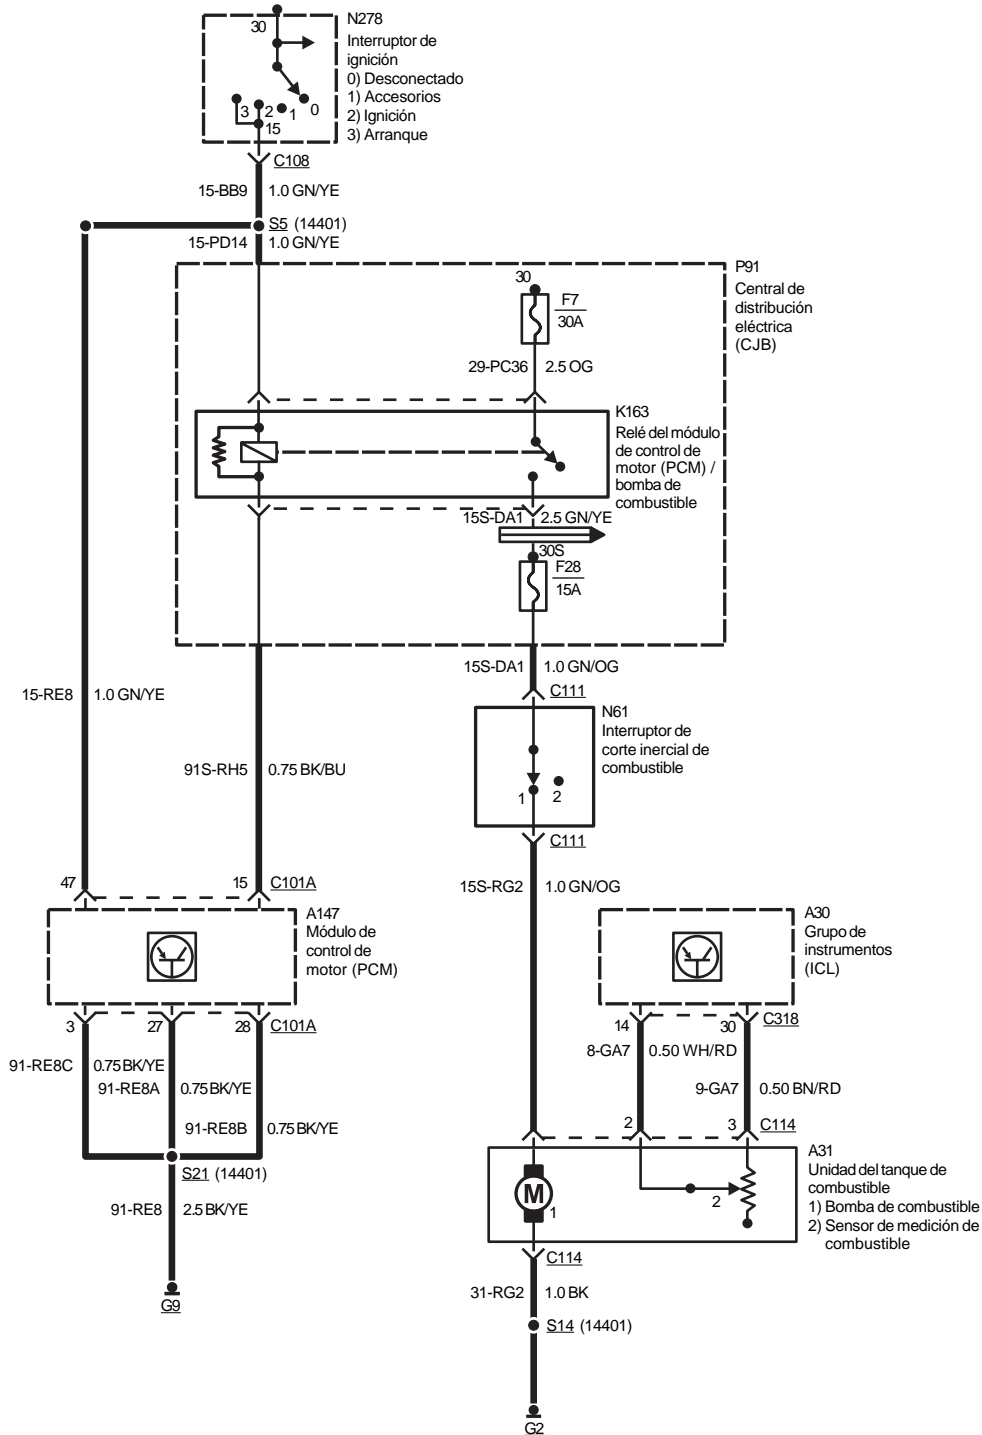 N278
30
Interruptor de
ignición
0) Desconectado
1) Accesorios
2) Ignición
3) Arranque
3 2 1 0
15
C108
15-BB9 1.0 GN/YE
S5 (14401)
15-PD14 1.0 GN/YE
P91
Central de
distribución
eléctrica
(CJB)
30
F7
30A
29-PC36 2.5 OG
K163
Relé del módulo
de control de
motor (PCM) /
bomba de
combustible
15S-DA1 2.5 GN/YE
30S
F28
15A
15S-DA1 1.0 GN/OG
C111
15-RE8 1.0 GN/YE
N61
Interruptor de
corte inercial de
combustible
91S-RH5 0.75 BK/BU
1 2
C111
47 15 C101A
15S-RG2 1.0 GN/OG
A147
Módulo de
control de
motor (PCM)
A30
Grupo de
instrumentos
(ICL)
3 27 28 C101A
14 30 C318
8-GA7 0.50 WH/RD
91-RE8C 0.75 BK/YE
91-RE8A 0.75 BK/YE
9-GA7 0.50 BN/RD
91-RE8B 0.75 BK/YE
2 3 C114
S21 (14401)
A31
Unidad del tanque de
combustible
1) Bomba de combustible
2) Sensor de medición de
combustible
M
1
2
91-RE8 2.5 BK/YE
C114
G9
31-RG2 1.0 BK
S14 (14401)
G2